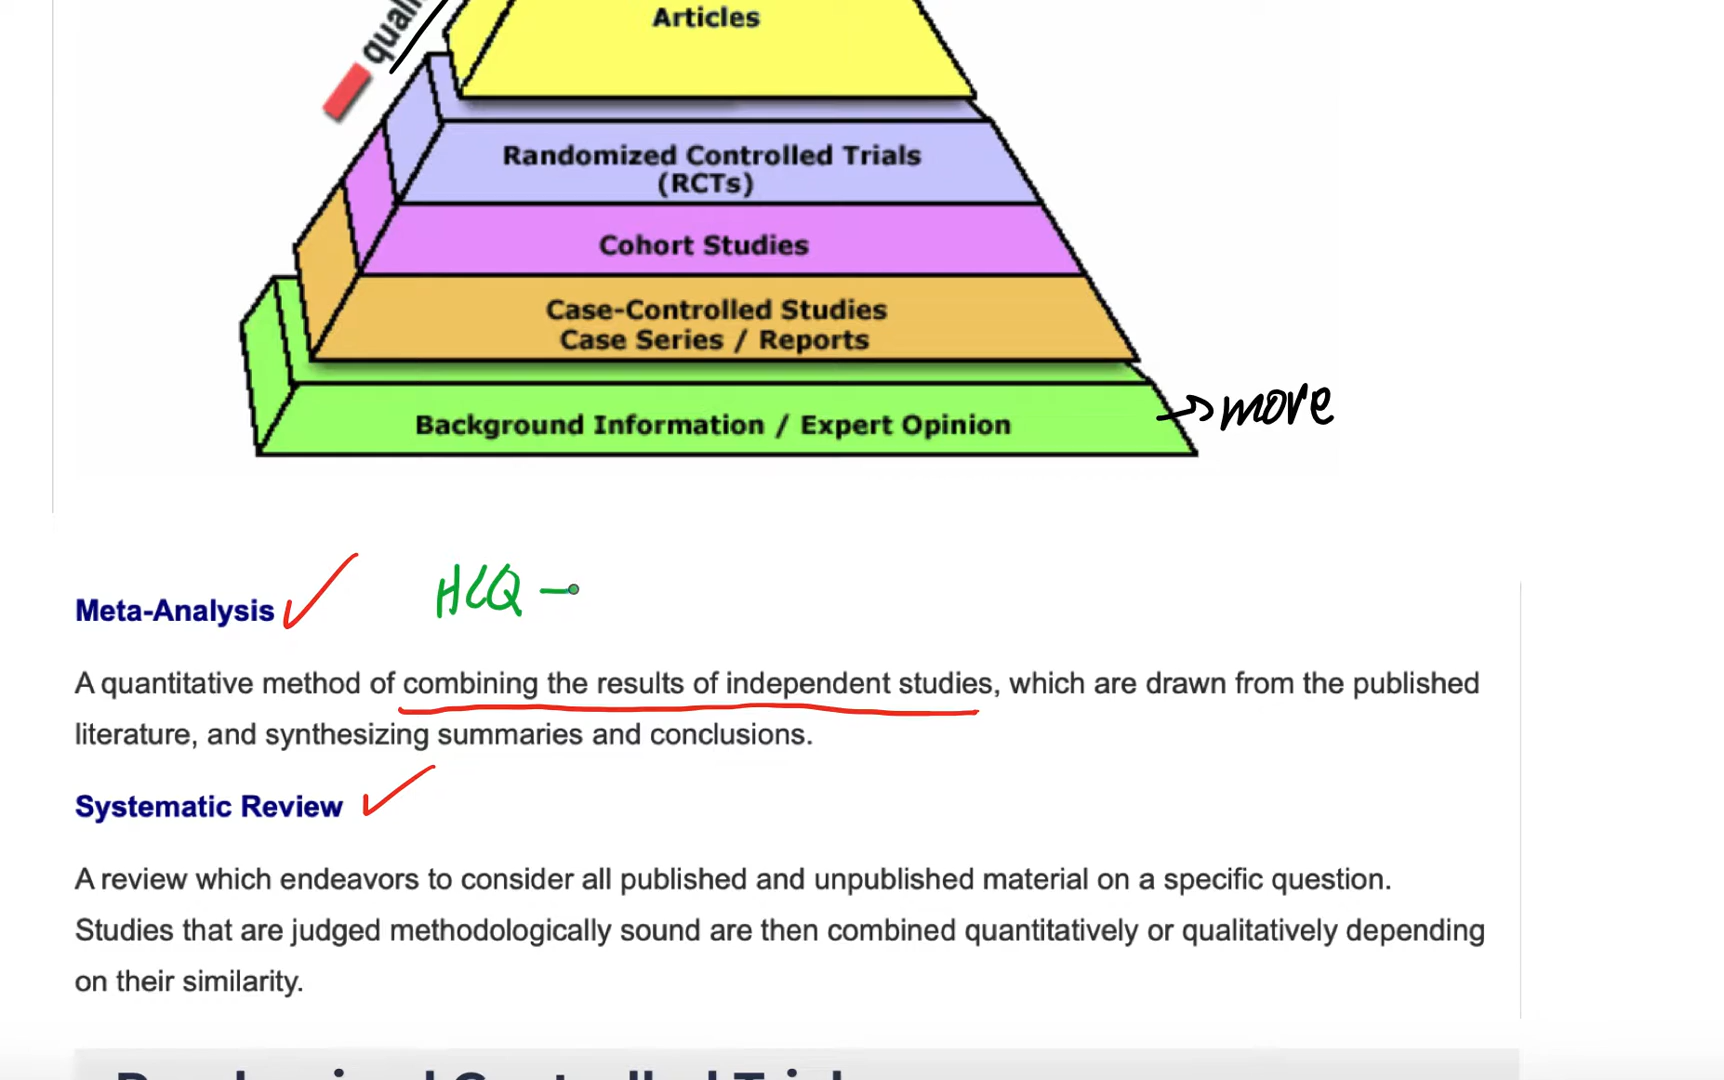 quali
Articles
Randomized Controlled Trials
(RCTs)
Cohort Studies
Case-Controlled Studies
Case Series / Reports
Background Information / Expert Opinion
more
Meta-Analysis
HCQ
A quantitative method of combining the results of independent studies, which are drawn from the published
literature, and synthesizing summaries and conclusions.
Systematic Review
A review which endeavors to consider all published and unpublished material on a specific question.
Studies that are judged methodologically sound are then combined quantitatively or qualitatively depending
on their similarity.